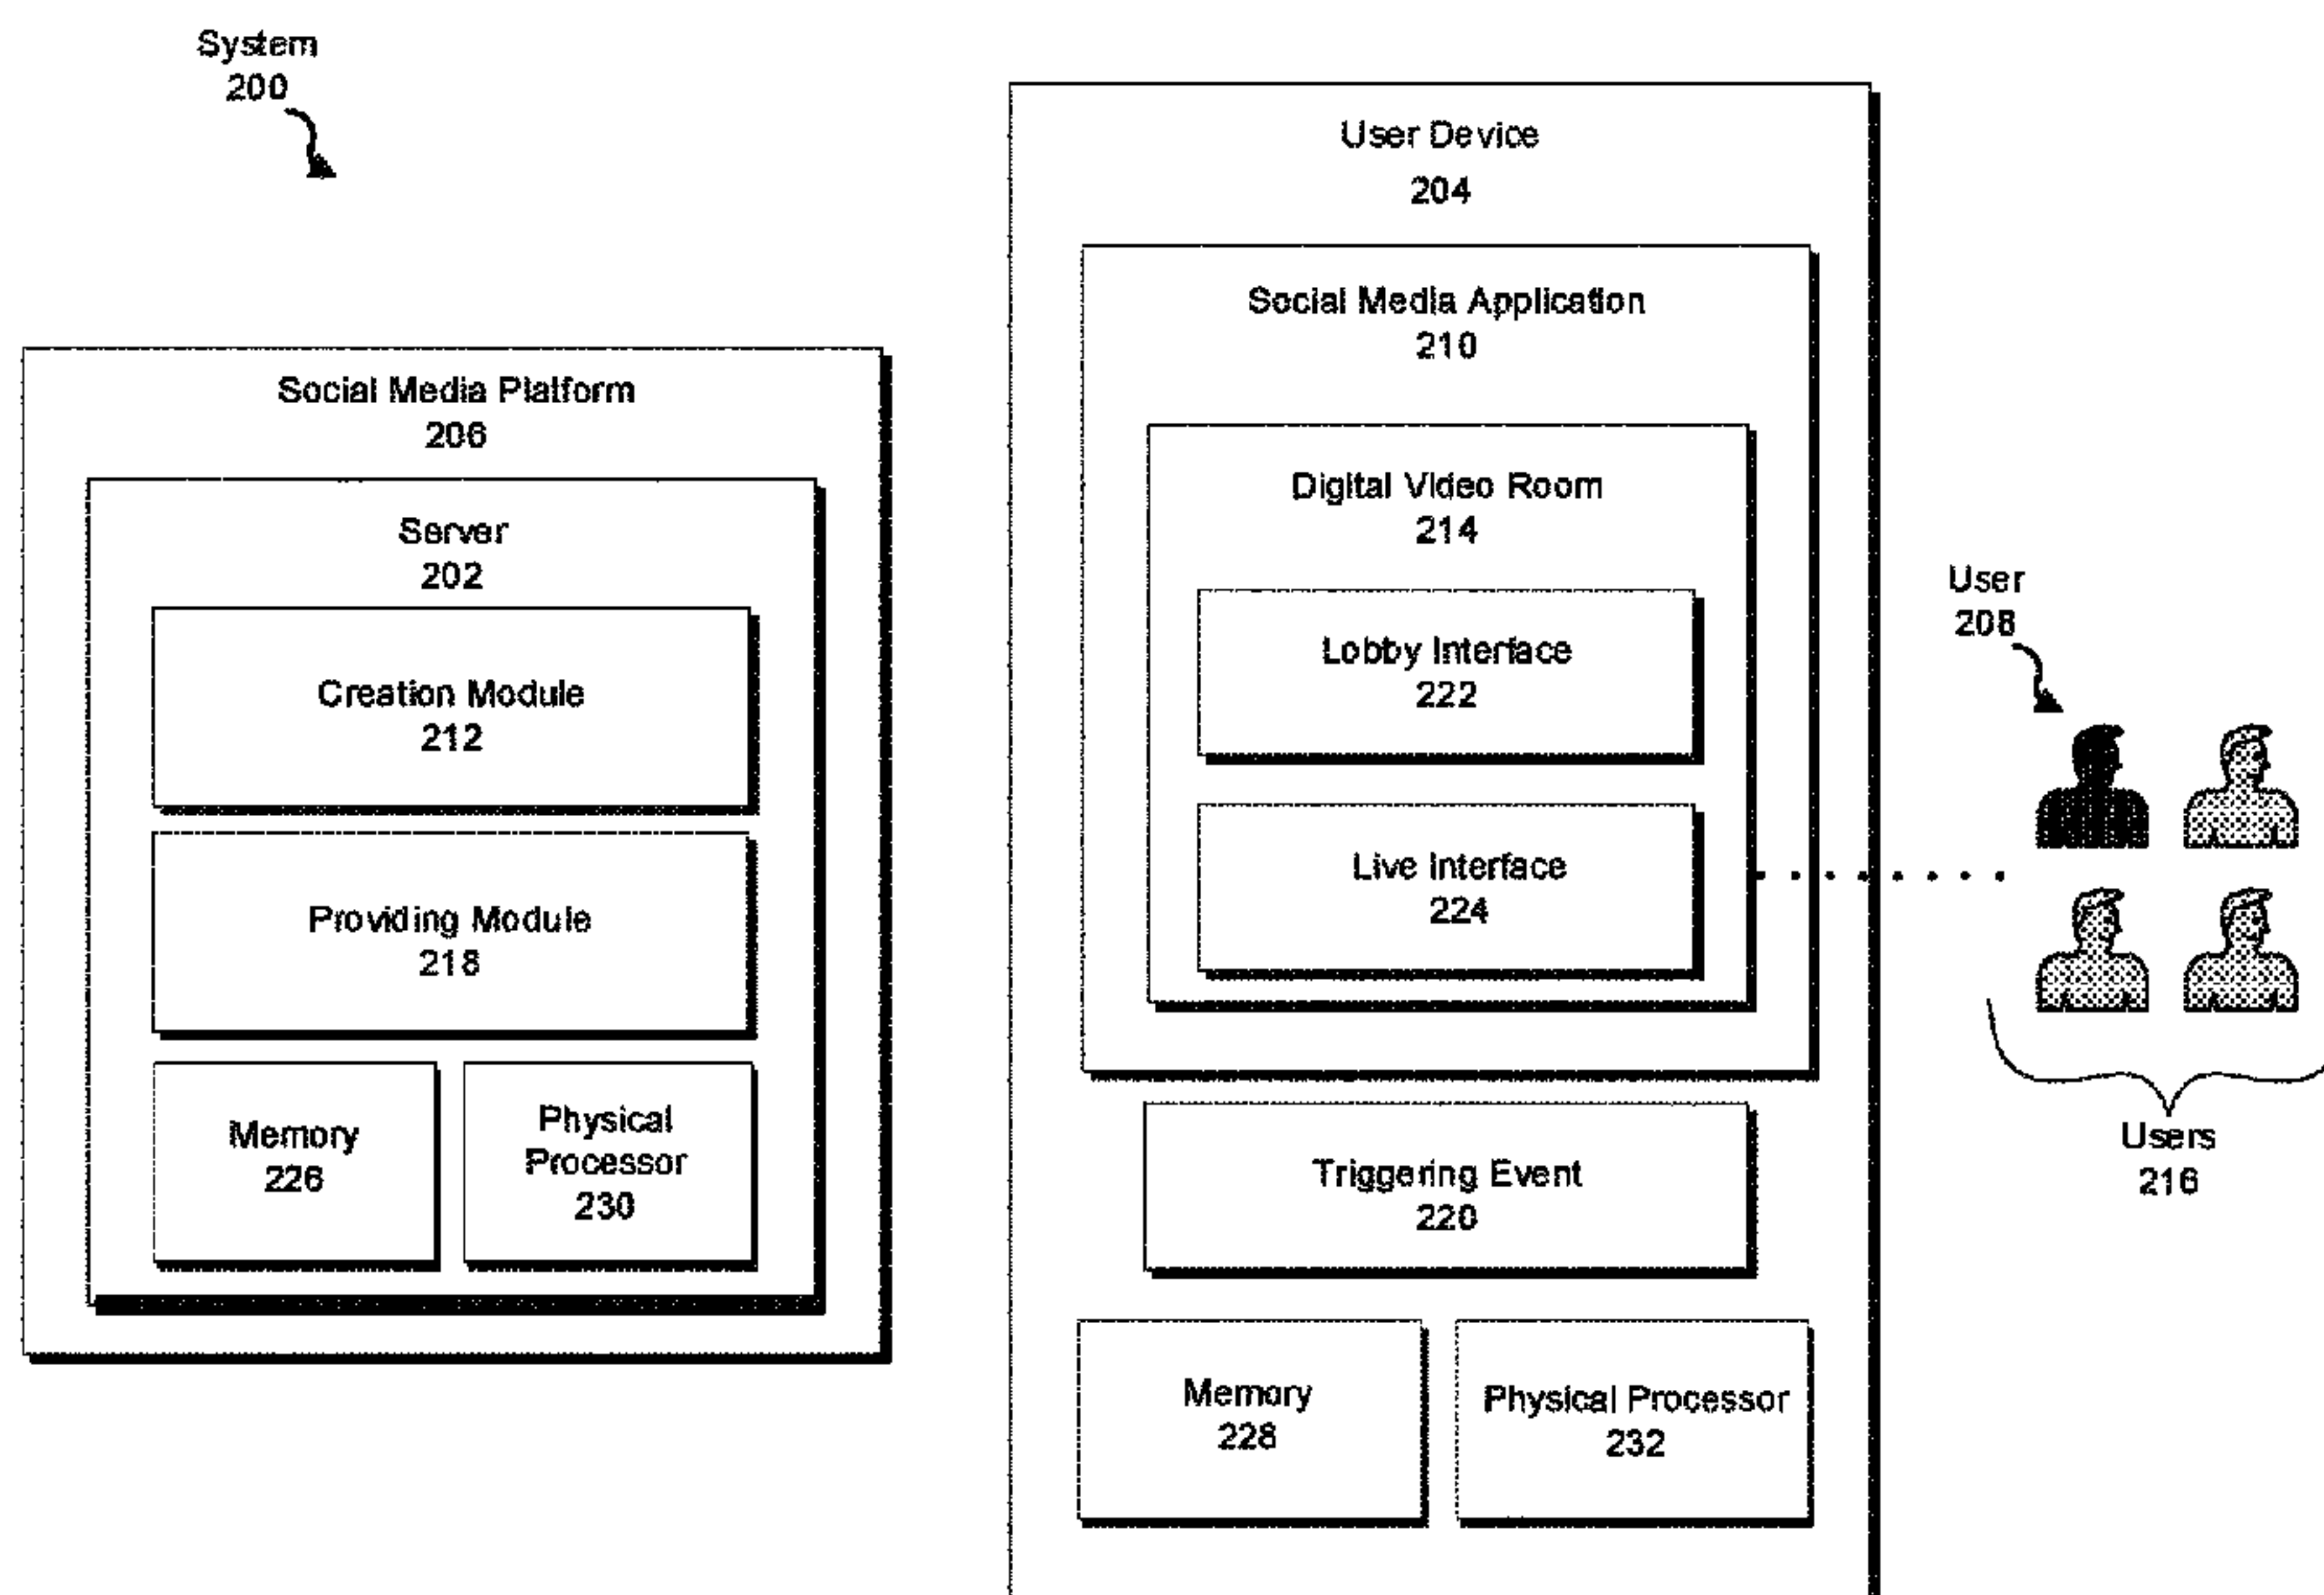 System
200
User Device
204
Social Media Application
210
Social Media Platform
206
Digital Video Room
214
Server
202
User
208
Lobby Interface
222
Creation Module
212
Live Interface
224
Providing Module
218
Memory
226
Physical
Processor
230
Users
216
Triggering Event
220
Memory
228
Physical Processor
232